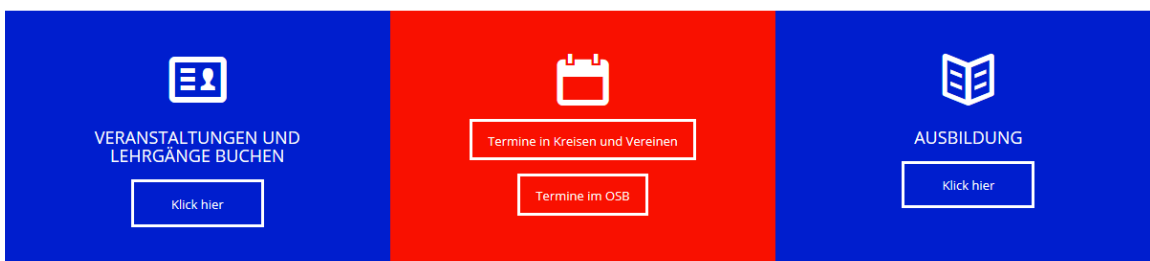 VERANSTALTUNGEN UND
LEHRGÄNGE BUCHEN
Klick hier
Termine in Kreisen und Vereinen
Termine im OSB
AUSBILDUNG
Klick hier